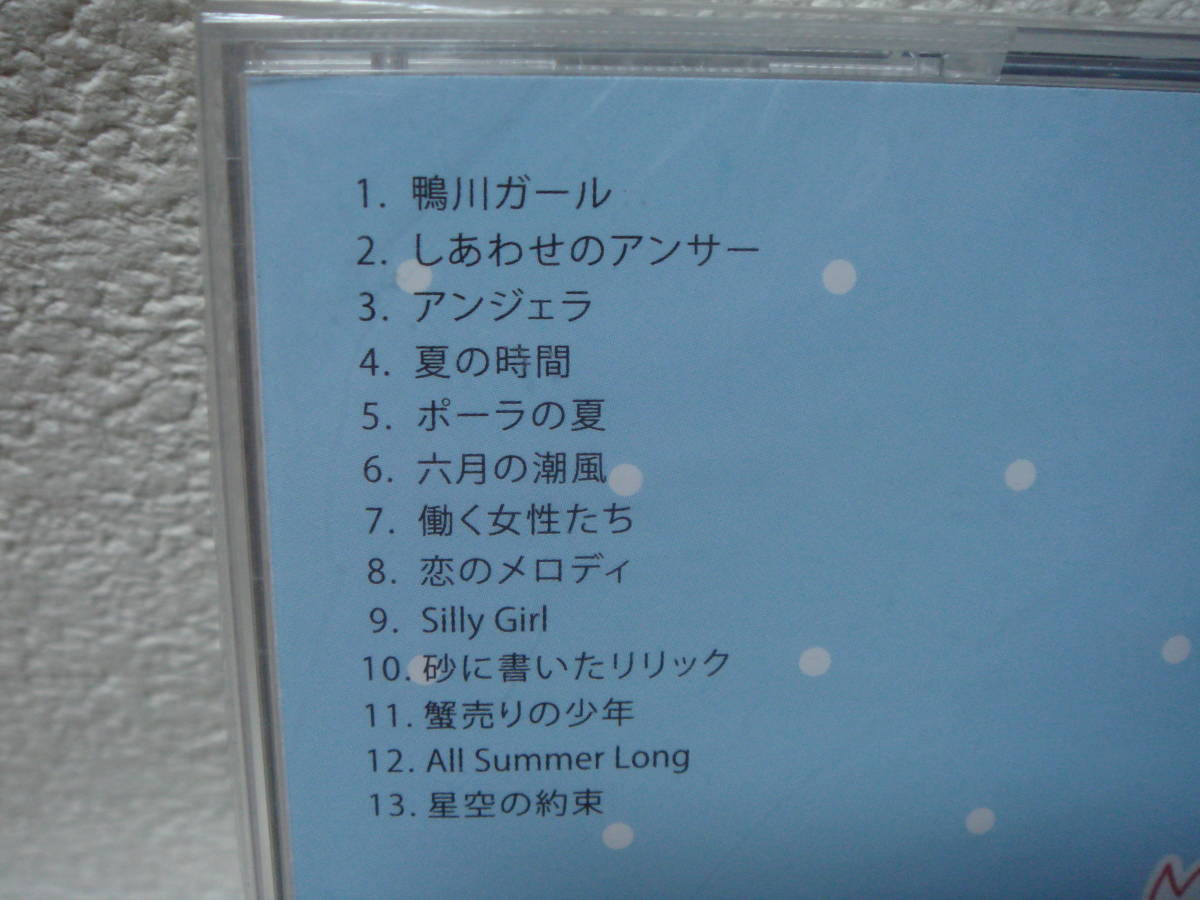 1. 鴨川ガール
2. しあわせのアンサー
3. アンジェラ
4. 夏の時間
5. ポーラの夏
6. 六月の潮風
7. 働く女性たち
8. 恋のメロディ
9. Silly Girl
10. 砂に書いたリリック
11. 蟹売りの少年
12. All Summer Long
13. 星空の約束